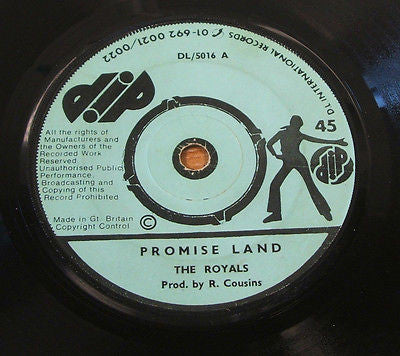 DL INTERNATIONAL RECORDS 01-692 0021/0022
DL/5016 A
dip
45
dip
All the rights of
Manufacturers and
the Owners of the
Recorded Work
Reserved
Unauthorised Public
Performance,
Broadcasting and
Copying of this
Record Prohibited
Made in Gt. Britain
Copyright Control
©
PROMISE LAND
THE ROYALS
Prod. by R. Cousins